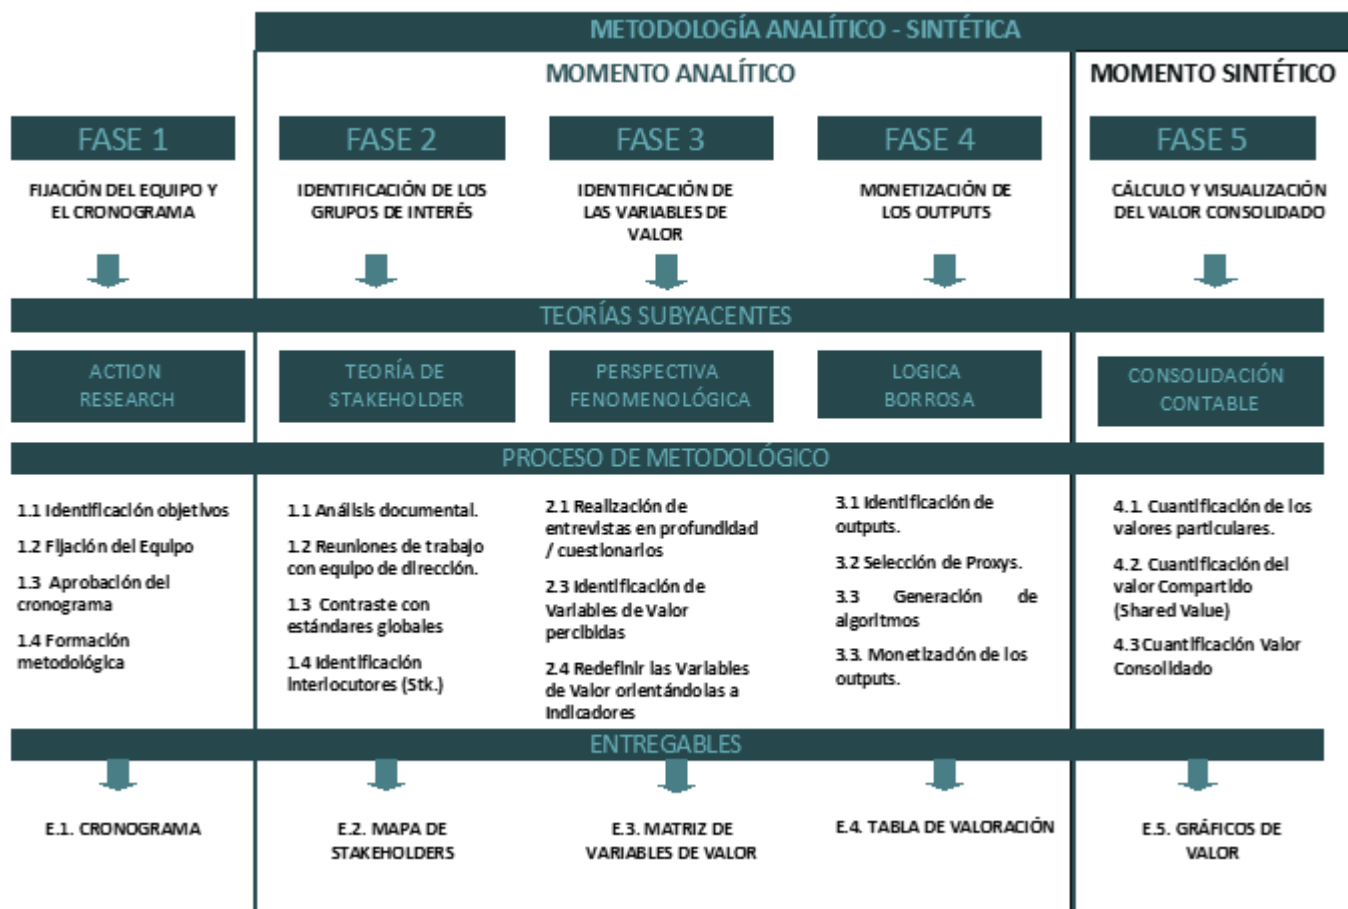 METODOLOGÍA ANALÍTICO - SINTÉTICA
MOMENTO ANALÍTICO
MOMENTO SINTÉTICO
FASE 1
FASE 2
FASE 3
FASE 4
FASE 5
FIJACIÓN DEL EQUIPO Y
EL CRONOGRAMA
IDENTIFICACIÓN DE LOS
GRUPOS DE INTERÉS
IDENTIFICACIÓN DE
LAS VARIABLES DE
VALOR
MONETIZACIÓN DE
LOS OUTPUTS
CÁLCULO Y VISUALIZACIÓN
DEL VALOR CONSOLIDADO
TEORÍAS SUBYACENTES
ACTION
RESEARCH
TEORÍA DE
STAKEHOLDER
PERSPECTIVA
FENOMENOLÓGICA
LOGICA
BORROSA
CONSOLIDACIÓN
CONTABLE
PROCESO DE METODOLÓGICO
1.1 Identificación objetivos
1.2 Fijación del Equipo
1.3 Aprobación del
cronograma
1.4 Formación
metodológica
1.1 Análisis documental.
1.2 Reuniones de trabajo
con equipo de dirección.
1.3 Contraste con
estándares globales
1.4 Identificación
Interlocutores (Stk.)
2.1 Realización de
entrevistas en profundidad
/ cuestionarios
2.3 Identificación de
Variables de Valor
percibidas
2.4 Redefinir las Variables
de Valor orientándolas a
Indicadores
3.1 Identificación de
outputs.
3.2 Selección de Proxys.
3.3 Generación de
algoritmos
3.3. Monetización de los
outputs.
4.1. Cuantificación de los
valores particulares.
4.2. Cuantificación del
valor Compartido
(Shared Value)
4.3 Cuantificación Valor
Consolidado
ENTREGABLES
E.1. CRONOGRAMA
E.2. MAPA DE
STAKEHOLDERS
E.3. MATRIZ DE
VARIABLES DE VALOR
E.4. TABLA DE VALORACIÓN
E.5. GRÁFICOS DE
VALOR